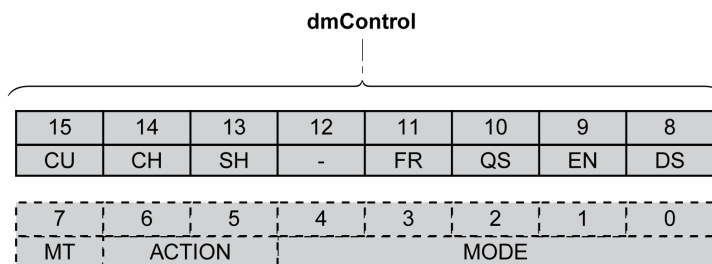 dmControl
15 14 13 12 11 10 9 8
CU CH SH - FR QS EN DS
7 6 5 4 3 2 1 0
MT ACTION MODE